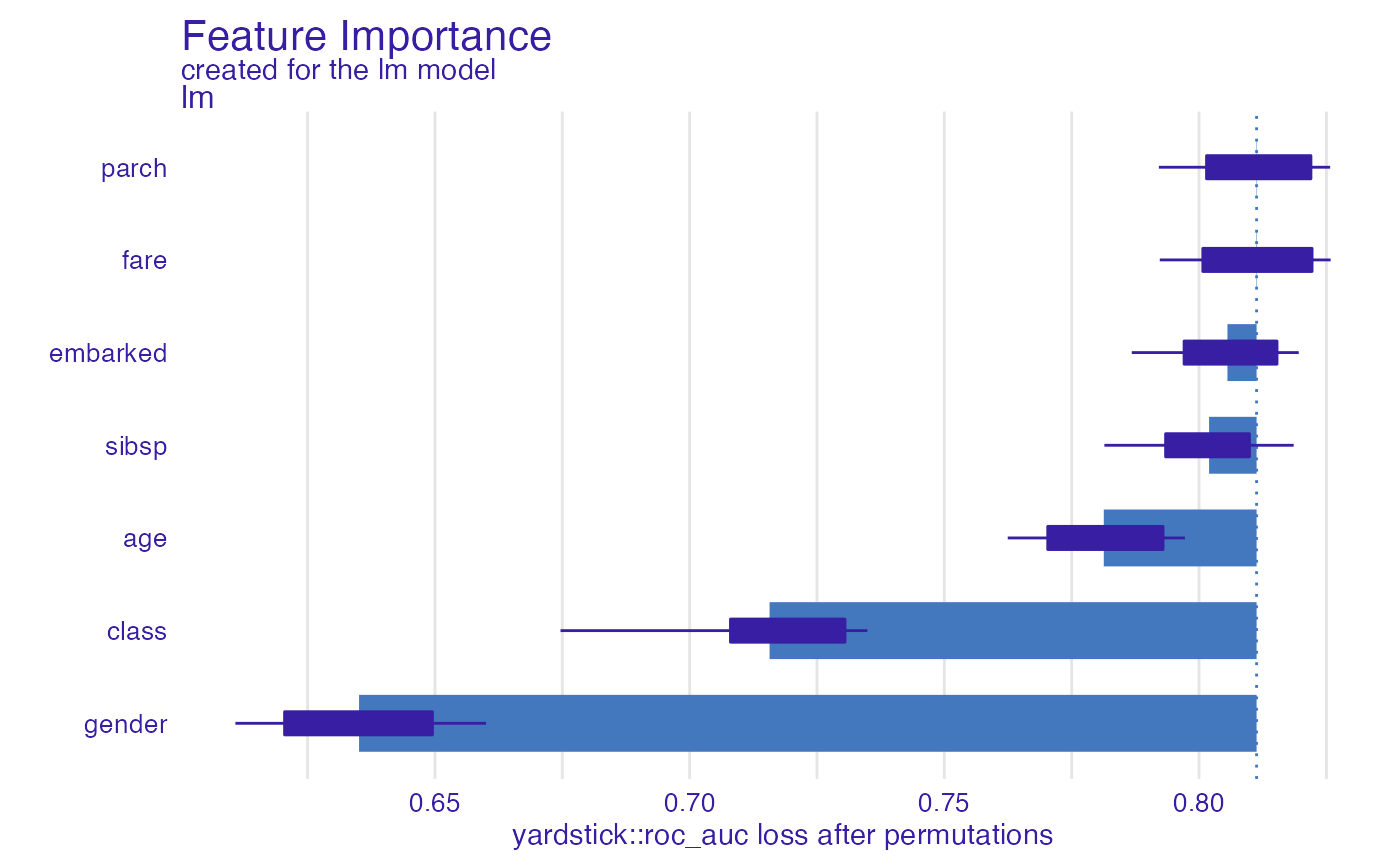 Feature Importance
created for the lm model
lm
parch
fare
embarked
sibsp
age
class
gender
0.65 0.70 0.75 0.80
yardstick::roc_auc loss after permutations